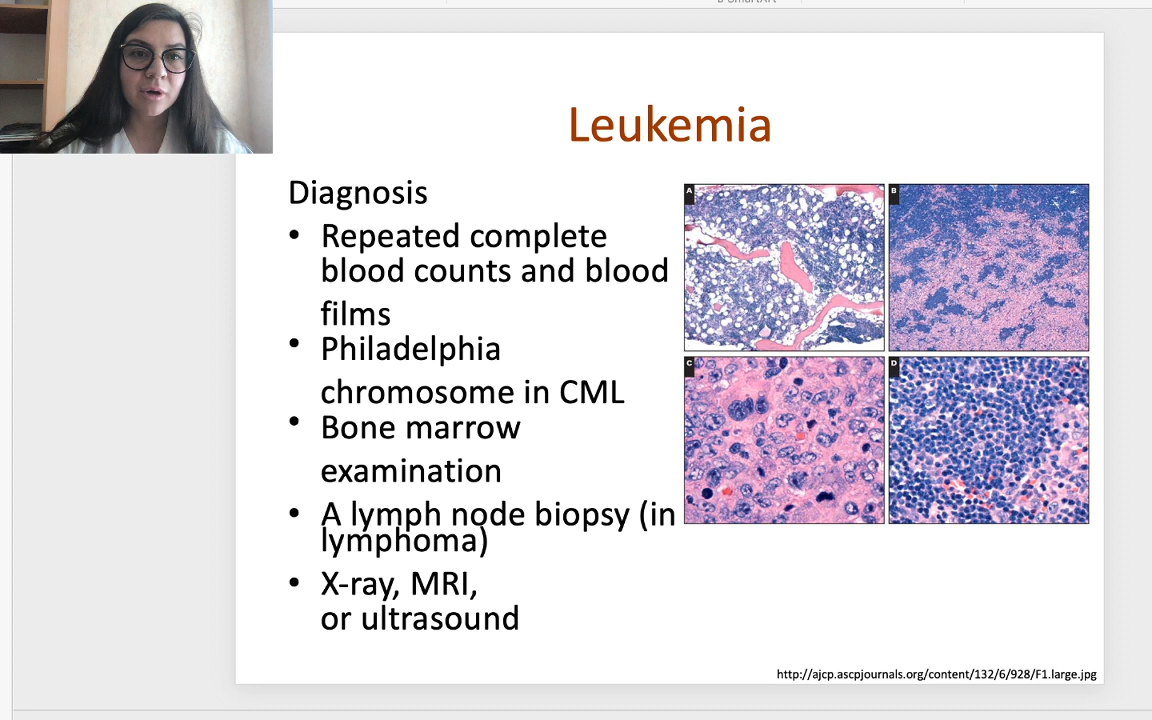 Leukemia
Diagnosis
• Repeated complete
blood counts and blood
films
• Philadelphia
chromosome in CML
• Bone marrow
examination
• A lymph node biopsy (in
lymphoma)
• X-ray, MRI,
or ultrasound
A
B
C
D
http://ajcp.ascpjournals.org/content/132/6/928/F1.large.jpg